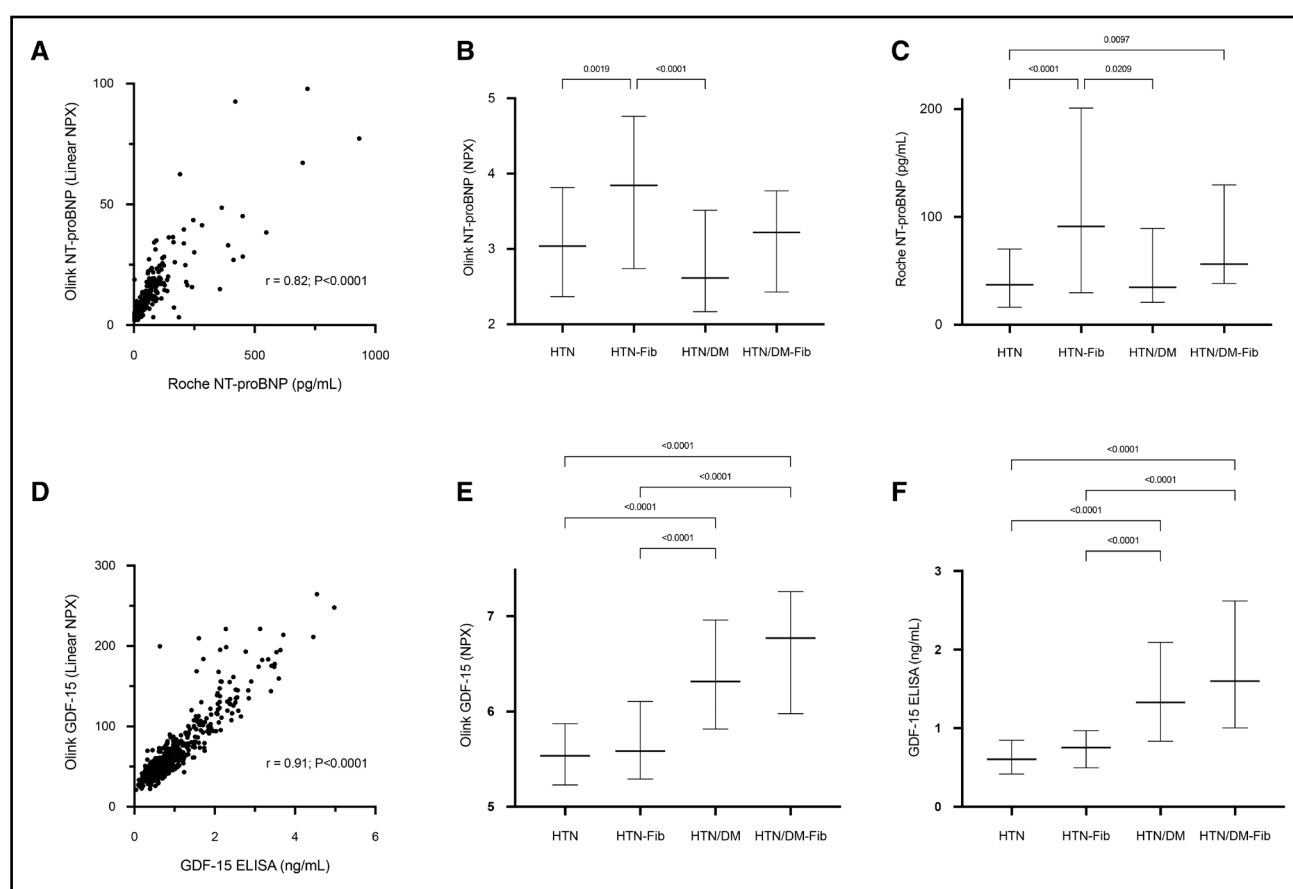 A
Olink NT-proBNP (Linear NPX)
100
50
0
r = 0.82; P<0.0001
0 500 1000
Roche NT-proBNP (pg/mL)
B
0.0019 <0.0001
Olink NT-proBNP (NPX)
5
4
3
2
HTN HTN-Fib HTN/DM HTN/DM-Fib
C
0.0097
<0.0001 0.0209
Roche NT-proBNP (pg/mL)
200
100
0
HTN HTN-Fib HTN/DM HTN/DM-Fib
D
Olink GDF-15 (Linear NPX)
300
200
100
0
r = 0.91; P<0.0001
0 2 4 6
GDF-15 ELISA (ng/mL)
E
<0.0001
<0.0001
<0.0001
<0.0001
Olink GDF-15 (NPX)
7
6
5
HTN HTN-Fib HTN/DM HTN/DM-Fib
F
<0.0001
<0.0001
<0.0001
<0.0001
GDF-15 ELISA (ng/mL)
3
2
1
0
HTN HTN-Fib HTN/DM HTN/DM-Fib